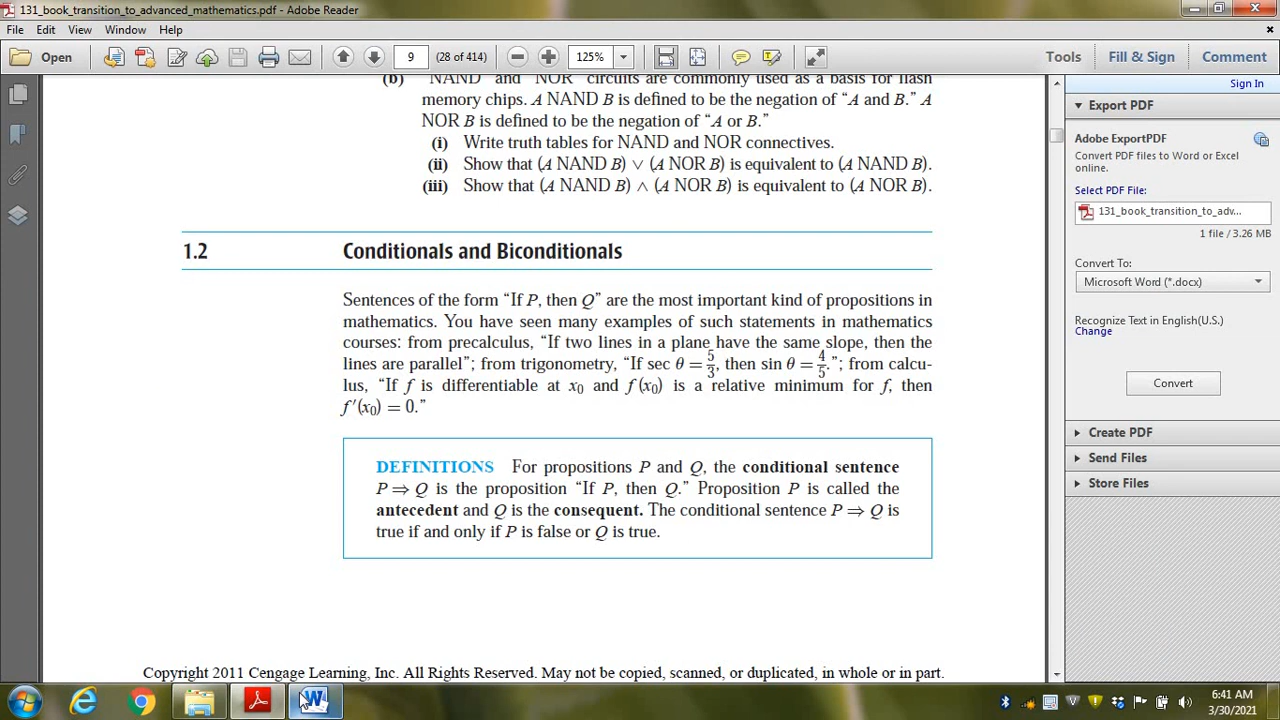 131_book_transition_to_advanced_mathematics.pdf - Adobe Reader
File Edit View Window Help
Open 9 (28 of 414) 125% Tools Fill & Sign Comment
(b) "NAND" and "NOR" circuits are commonly used as a basis for flash
memory chips. A NAND B is defined to be the negation of “A and B.” A
NOR B is defined to be the negation of “A or B.”
(i) Write truth tables for NAND and NOR connectives.
(ii) Show that (A NAND B) ∨ (A NOR B) is equivalent to (A NAND B).
(iii) Show that (A NAND B) ∧ (A NOR B) is equivalent to (A NOR B).
1.2 Conditionals and Biconditionals
Sentences of the form “If P, then Q” are the most important kind of propositions in
mathematics. You have seen many examples of such statements in mathematics
courses: from precalculus, “If two lines in a plane have the same slope, then the
lines are parallel”; from trigonometry, “If sec θ = 5/3, then sin θ = 4/5.”; from calcu-
lus, “If f is differentiable at x₀ and f(x₀) is a relative minimum for f, then
f′(x₀) = 0.”
DEFINITIONS For propositions P and Q, the conditional sentence
P ⇒ Q is the proposition “If P, then Q.” Proposition P is called the
antecedent and Q is the consequent. The conditional sentence P ⇒ Q is
true if and only if P is false or Q is true.
Copyright 2011 Cengage Learning, Inc. All Rights Reserved. May not be copied, scanned, or duplicated, in whole or in part.
Sign In
Export PDF
Adobe ExportPDF
Convert PDF files to Word or Excel
online.
Select PDF File:
131_book_transition_to_adv...
1 file / 3.26 MB
Convert To:
Microsoft Word (*.docx)
Recognize Text in English(U.S.)
Change
Convert
Create PDF
Send Files
Store Files
6:41 AM
3/30/2021